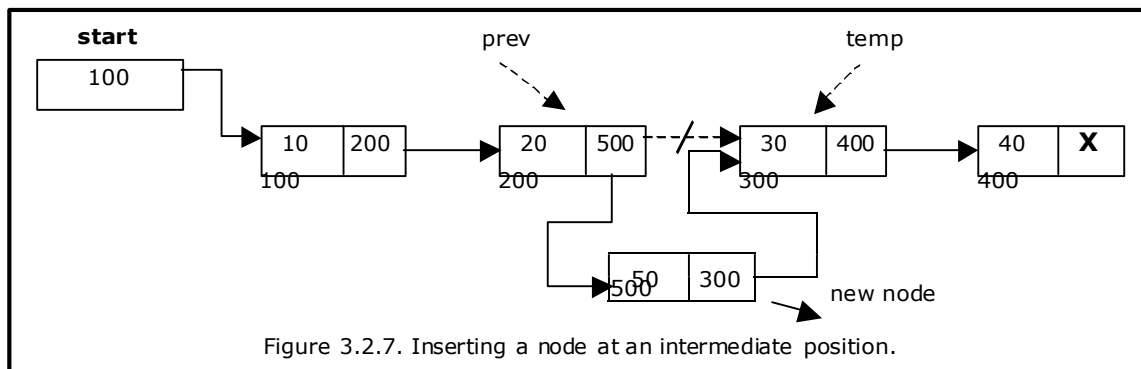 start prev temp
100
10 200 20 500 30 400 40 X
100 200 300 400
50 300
500
new node
Figure 3.2.7. Inserting a node at an intermediate position.